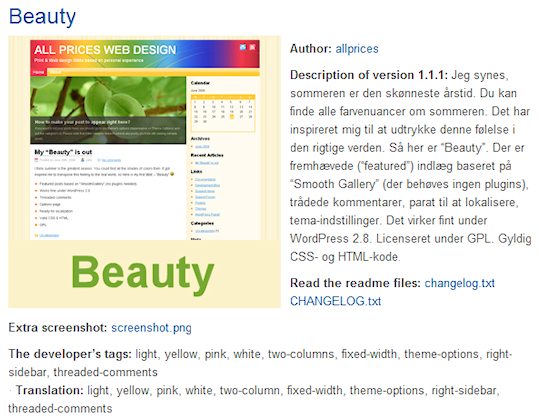 Beauty
ALL PRICES WEB DESIGN
Print & Web design slides based on personal experience
Home
How to make your post to appear right here?
My “Beauty” is out
Featured posts based on "SmoothGallery" (no plugins needed)
Works fine under WordPress 2.8
Threaded comments
Options page
Ready for localization
Valid CSS & HTML
GPL
Calendar
Archives
Recent Articles
Links
Categories
Meta
Beauty
Author: allprices
Description of version 1.1.1: Jeg synes,
sommeren er den skønneste årstid. Du kan
finde alle farvenuancer om sommeren. Det har
inspireret mig til at udtrykke denne følelse i
den rigtige verden. Så her er “Beauty”. Der er
fremhævede (”featured”) indlæg baseret på
“Smooth Gallery” (der behøves ingen plugins),
trådede kommentarer, parat til at lokalisere,
tema-indstillinger. Det virker fint under
WordPress 2.8. Licenseret under GPL. Gyldig
CSS- og HTML-kode.
Read the readme files: changelog.txt
CHANGELOG.txt
Extra screenshot: screenshot.png
The developer’s tags: light, yellow, pink, white, two-columns, fixed-width, theme-options, right-
sidebar, threaded-comments
· Translation: light, yellow, pink, white, two-column, fixed-width, theme-options, right-sidebar,
threaded-comments